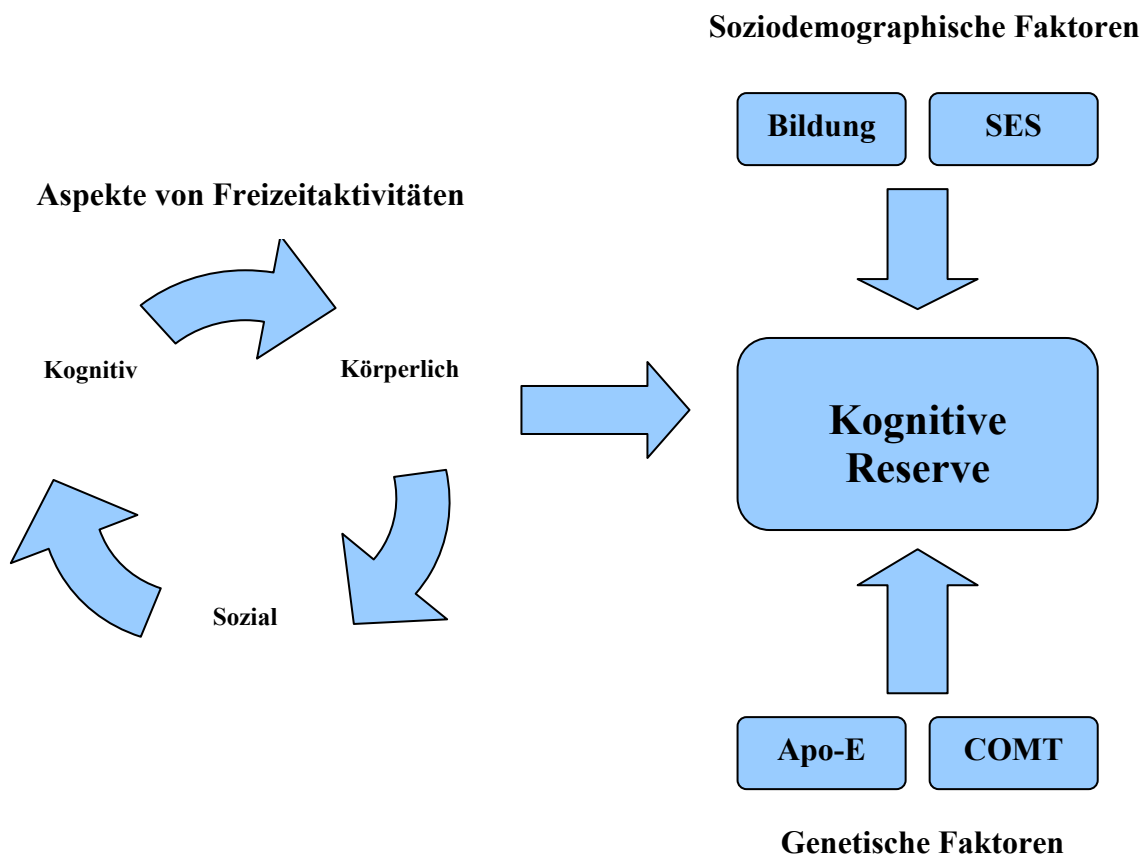 Soziodemographische Faktoren
Bildung
SES
Aspekte von Freizeitaktivitäten
Kognitiv
Körperlich
Sozial
Kognitive
Reserve
Apo-E
COMT
Genetische Faktoren